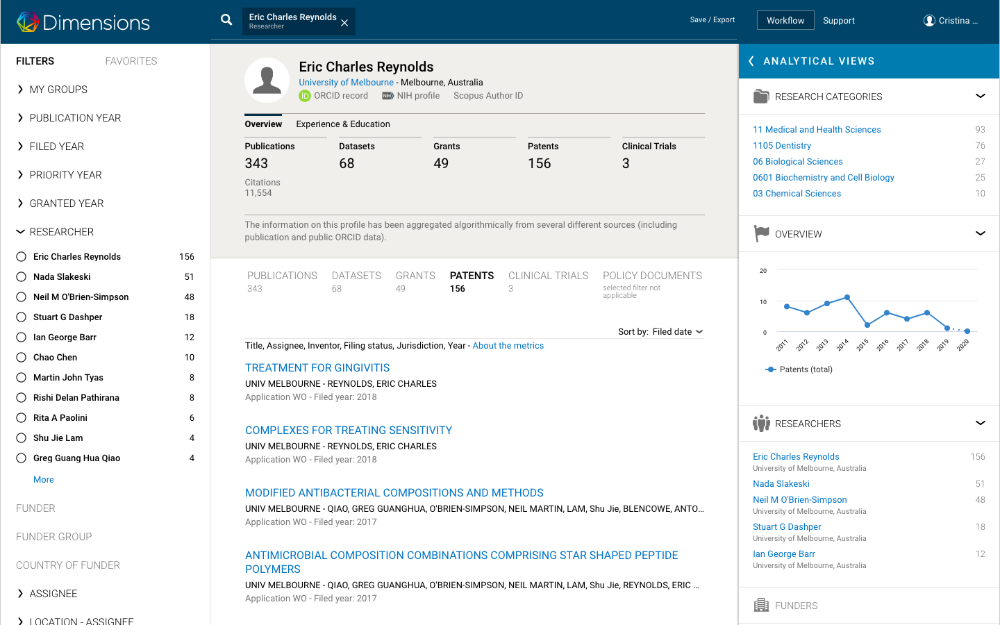 Dimensions
Eric Charles Reynolds
Researcher
Save / Export
Workflow
Support
Cristina ...
FILTERS
FAVORITES
MY GROUPS
PUBLICATION YEAR
FILED YEAR
PRIORITY YEAR
GRANTED YEAR
RESEARCHER
Eric Charles Reynolds 156
Nada Slakeski 51
Neil M O'Brien-Simpson 48
Stuart G Dashper 18
Ian George Barr 12
Chao Chen 10
Martin John Tyas 8
Rishi Delan Pathirana 8
Rita A Paolini 6
Shu Jie Lam 4
Greg Guang Hua Qiao 4
More
FUNDER
FUNDER GROUP
COUNTRY OF FUNDER
ASSIGNEE
LOCATION - ASSIGNEE
Eric Charles Reynolds
University of Melbourne - Melbourne, Australia
iD ORCID record NIH NIH profile Scopus Author ID
Overview Experience & Education
Publications Datasets Grants Patents Clinical Trials
343 68 49 156 3
Citations
11,554
The information on this profile has been aggregated algorithmically from several different sources (including
publication and public ORCID data).
PUBLICATIONS DATASETS GRANTS PATENTS CLINICAL TRIALS POLICY DOCUMENTS
343 68 49 156 3 selected filter not
applicable
Sort by: Filed date
Title, Assignee, Inventor, Filing status, Jurisdiction, Year - About the metrics
TREATMENT FOR GINGIVITIS
UNIV MELBOURNE - REYNOLDS, ERIC CHARLES
Application WO - Filed year: 2018
COMPLEXES FOR TREATING SENSITIVITY
UNIV MELBOURNE - REYNOLDS, ERIC CHARLES
Application WO - Filed year: 2018
MODIFIED ANTIBACTERIAL COMPOSITIONS AND METHODS
UNIV MELBOURNE - QIAO, GREG GUANGHUA, O'BRIEN-SIMPSON, NEIL MARTIN, LAM, Shu Jie, BLENCOWE, ANTO...
Application WO - Filed year: 2017
ANTIMICROBIAL COMPOSITION COMBINATIONS COMPRISING STAR SHAPED PEPTIDE
POLYMERS
UNIV MELBOURNE - QIAO, GREG GUANGHUA, O'BRIEN-SIMPSON, NEIL MARTIN, LAM, Shu Jie, REYNOLDS, ERIC ...
Application WO - Filed year: 2017
ANALYTICAL VIEWS
RESEARCH CATEGORIES
11 Medical and Health Sciences 93
1105 Dentistry 76
06 Biological Sciences 27
0601 Biochemistry and Cell Biology 25
03 Chemical Sciences 10
OVERVIEW
20
10
0
2011 2012 2013 2014 2015 2016 2017 2018 2019 2020
Patents (total)
RESEARCHERS
Eric Charles Reynolds 156
University of Melbourne, Australia
Nada Slakeski 51
Neil M O'Brien-Simpson 48
University of Melbourne, Australia
Stuart G Dashper 18
University of Melbourne, Australia
Ian George Barr 12
University of Melbourne, Australia
FUNDERS